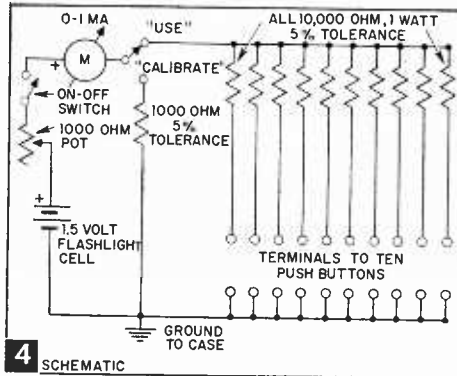 0-1 MA
"USE"
ALL 10,000 OHM, 1 WATT
5% TOLERANCE
+
M
"CALIBRATE"
ON-OFF
SWITCH
1000 OHM
POT
1000 OHM
5%
TOLERANCE
+
1.5 VOLT
FLASHLIGHT
CELL
TERMINALS TO TEN
PUSH BUTTONS
GROUND
TO CASE
4 SCHEMATIC